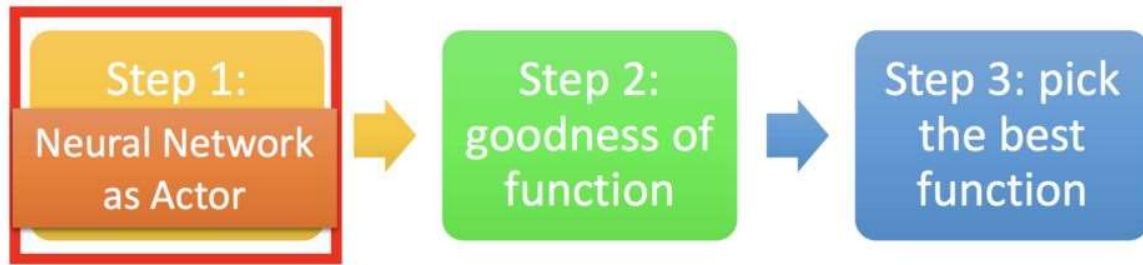 Step 1:
Neural Network
as Actor
Step 2:
goodness of
function
Step 3: pick
the best
function